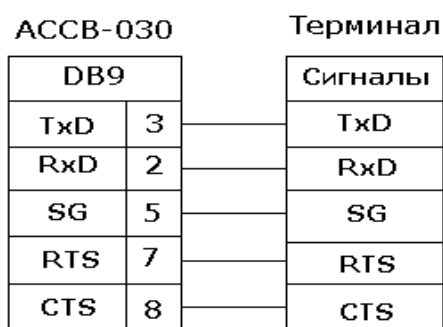 АССВ-030 Терминал
DB9 Сигналы
TxD 3 TxD
RxD 2 RxD
SG 5 SG
RTS 7 RTS
CTS 8 CTS